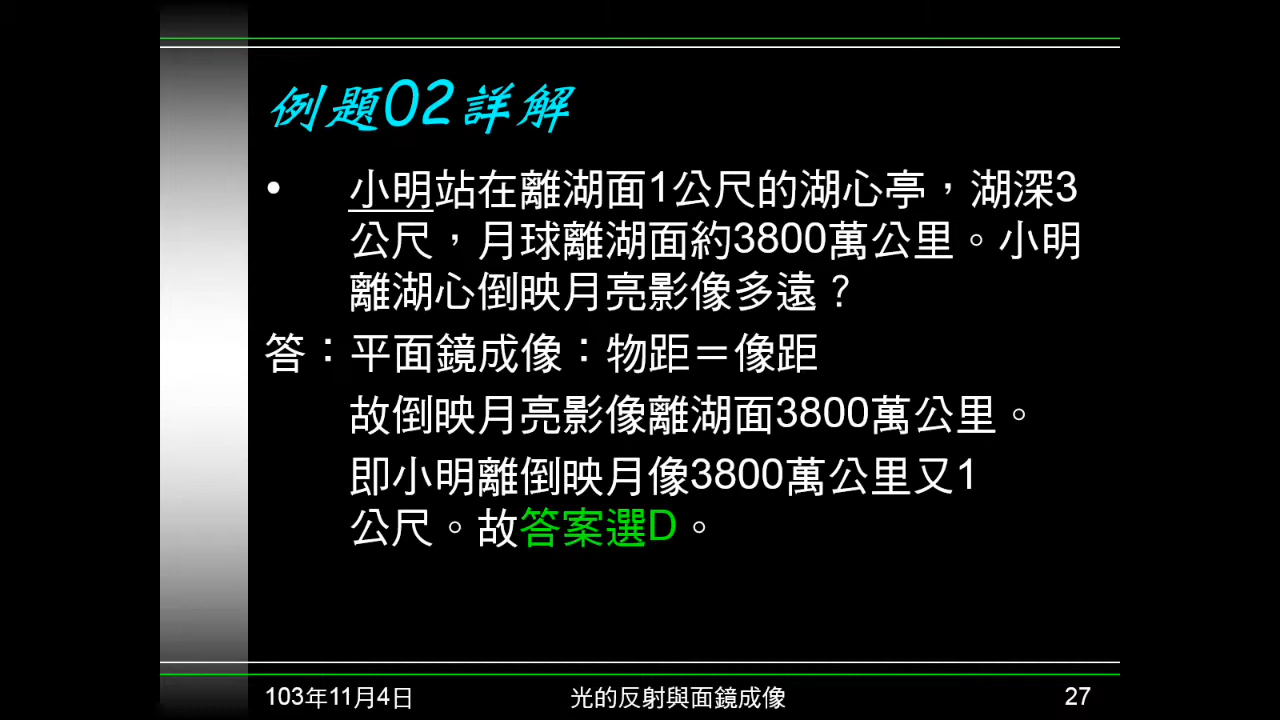 例題02詳解
• 小明站在離湖面1公尺的湖心亭，湖深3
公尺，月球離湖面約3800萬公里。小明
離湖心倒映月亮影像多遠？
答：平面鏡成像：物距＝像距
故倒映月亮影像離湖面3800萬公里。
即小明離倒映月像3800萬公里又1
公尺。故答案選D。
103年11月4日
光的反射與面鏡成像
27